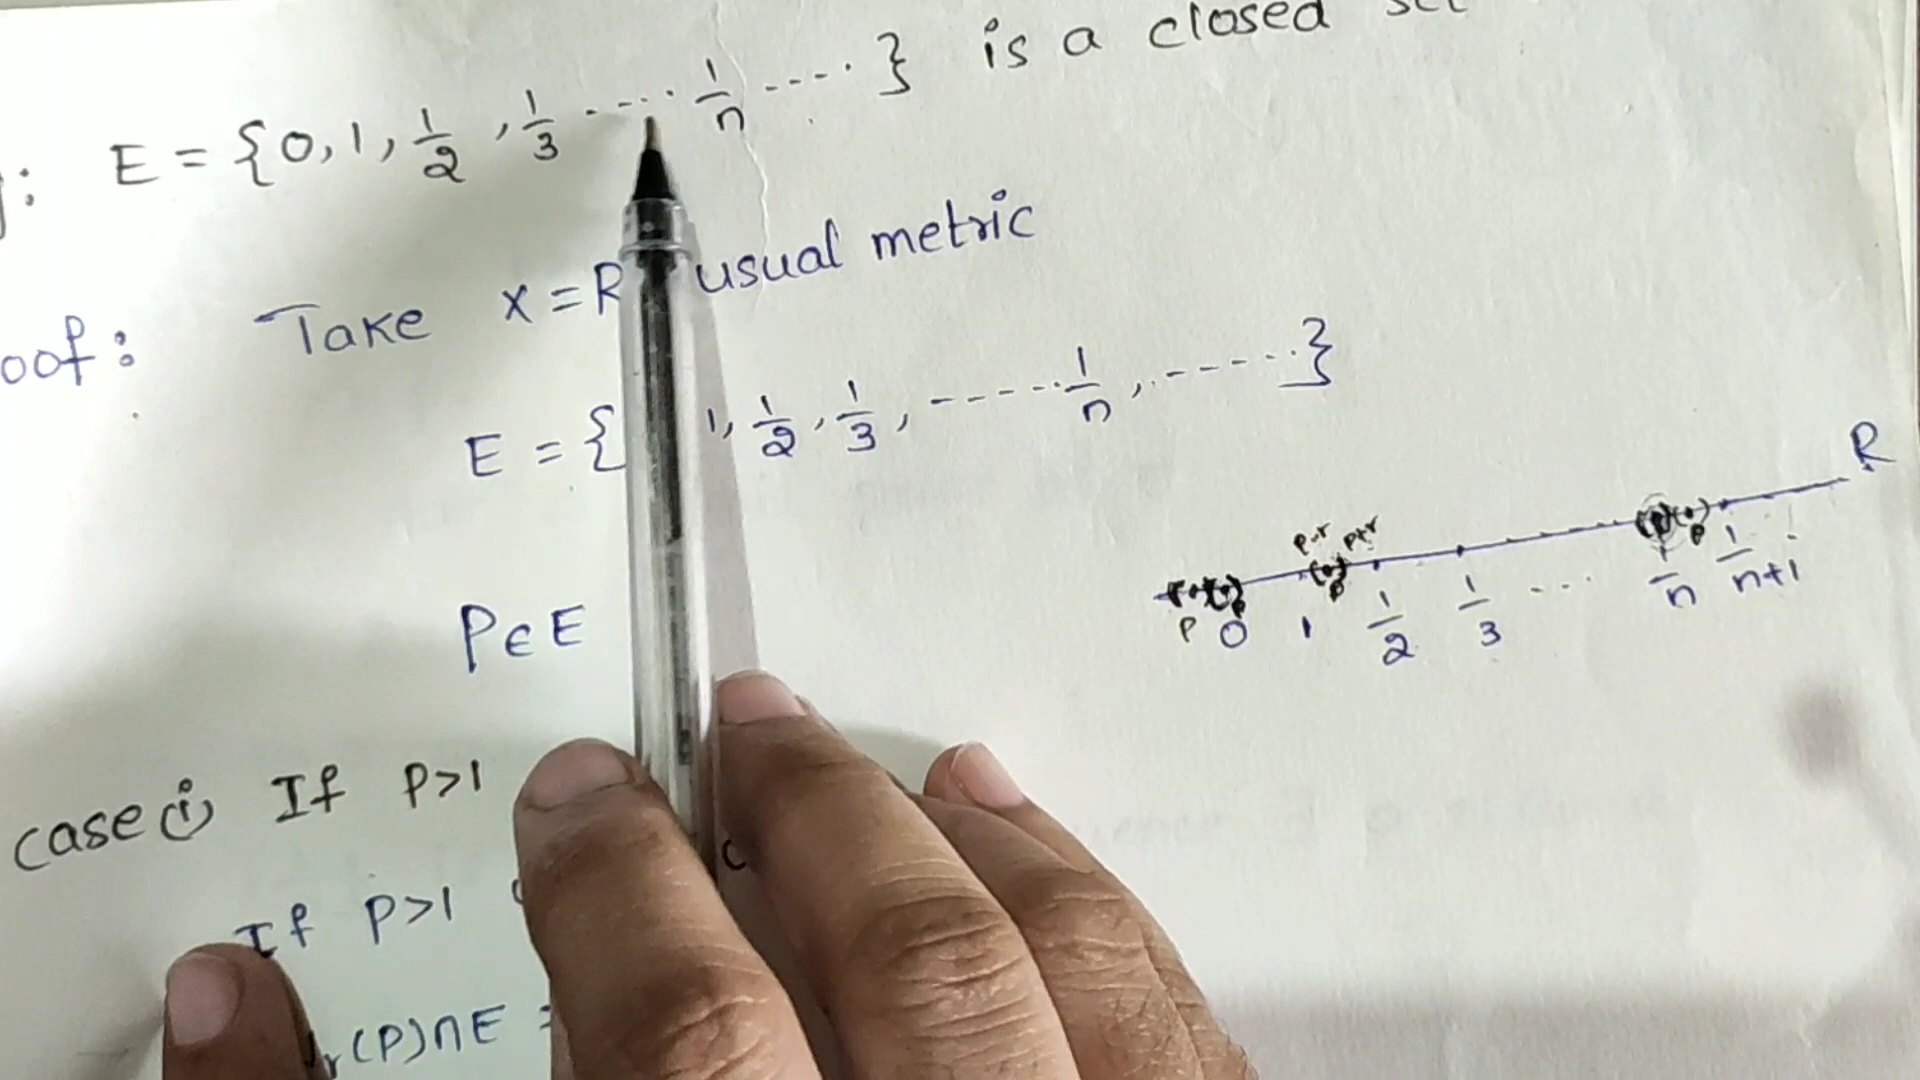 : E = {0, 1, 1/2, 1/3 ----- 1/n ----.} is a closed
oof: Take X = R usual metric
E = { 1, 1/2, 1/3, ------ 1/n, ------ }
R
P-r P+r
P P P P
0 1 1/2 1/3 .... 1/n 1/n+1
P∈E
case (i) If P>1
If P>1
r(P)∩E =